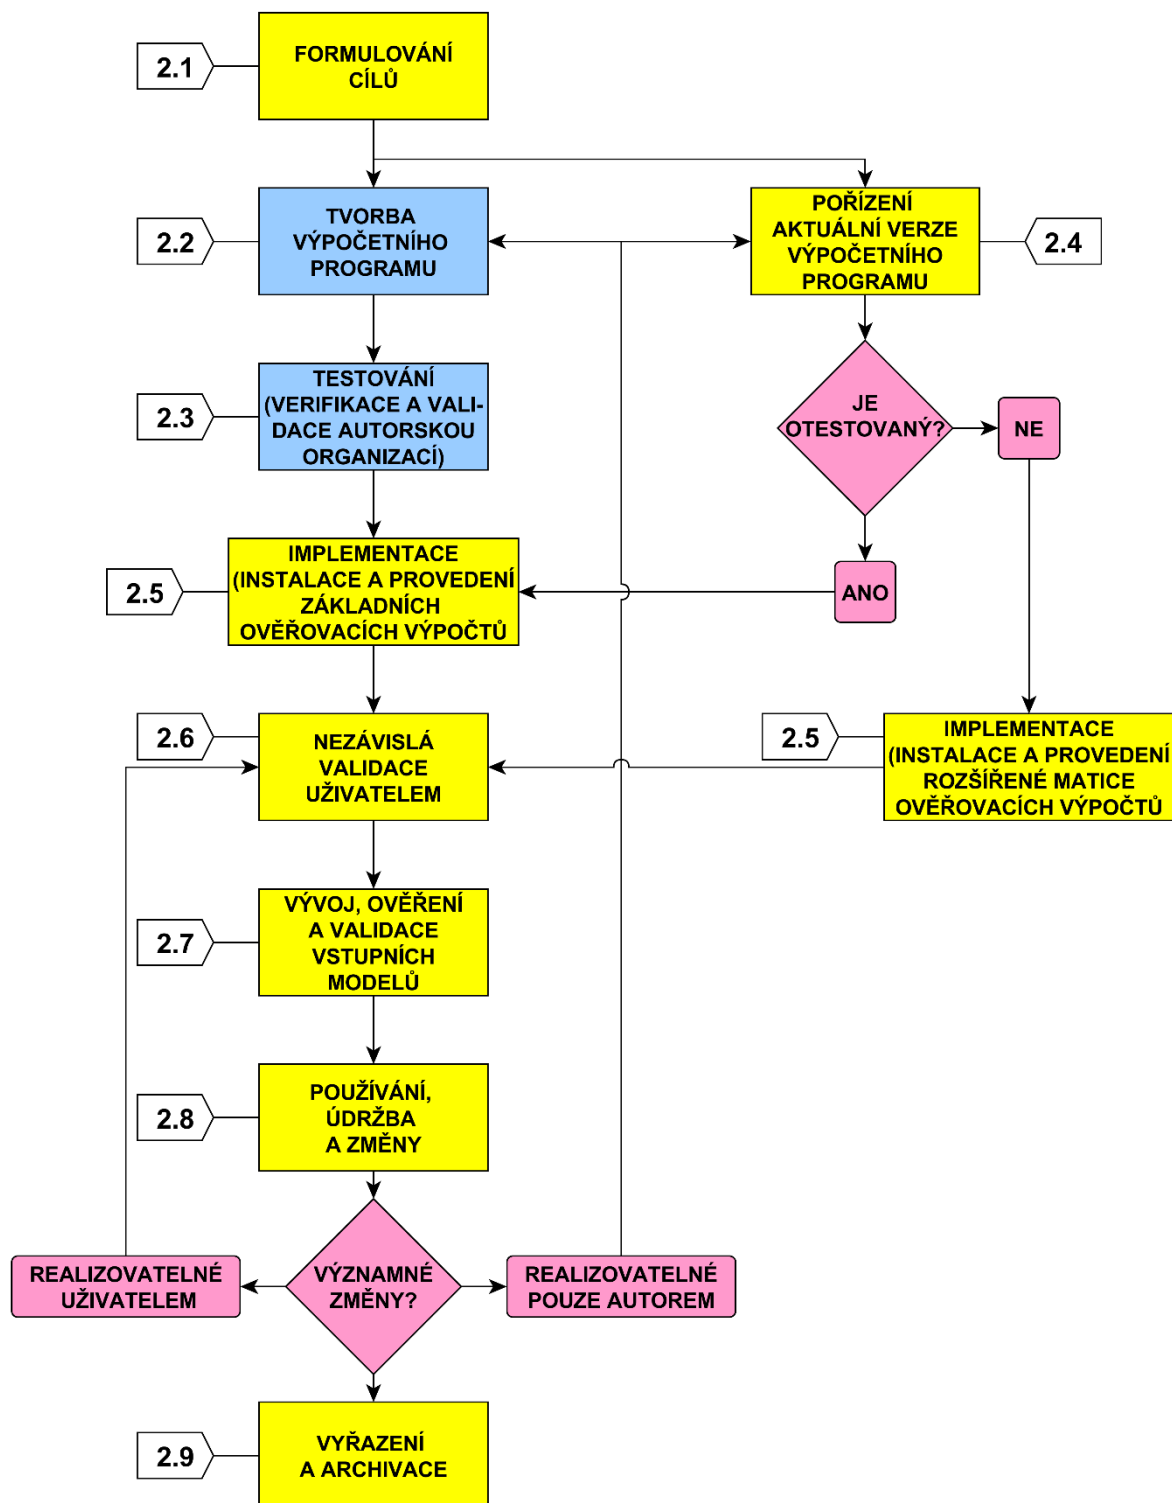 2.1
FORMULOVÁNÍ
CÍLŮ
2.2
TVORBA
VÝPOČETNÍHO
PROGRAMU
POŘÍZENÍ
AKTUÁLNÍ VERZE
VÝPOČETNÍHO
PROGRAMU
2.4
2.3
TESTOVÁNÍ
(VERIFIKACE A VALI-
DACE AUTORSKOU
ORGANIZACÍ)
JE
OTESTOVANÝ?
NE
2.5
IMPLEMENTACE
(INSTALACE A PROVEDENÍ
ZÁKLADNÍCH
OVĚŘOVACÍCH VÝPOČTŮ
ANO
2.6
NEZÁVISLÁ
VALIDACE
UŽIVATELEM
2.5
IMPLEMENTACE
(INSTALACE A PROVEDENÍ
ROZŠÍŘENÉ MATICE
OVĚŘOVACÍCH VÝPOČTŮ
2.7
VÝVOJ, OVĚŘENÍ
A VALIDACE
VSTUPNÍCH
MODELŮ
2.8
POUŽÍVÁNÍ,
ÚDRŽBA
A ZMĚNY
REALIZOVATELNÉ
UŽIVATELEM
VÝZNAMNÉ
ZMĚNY?
REALIZOVATELNÉ
POUZE AUTOREM
2.9
VYŘAZENÍ
A ARCHIVACE